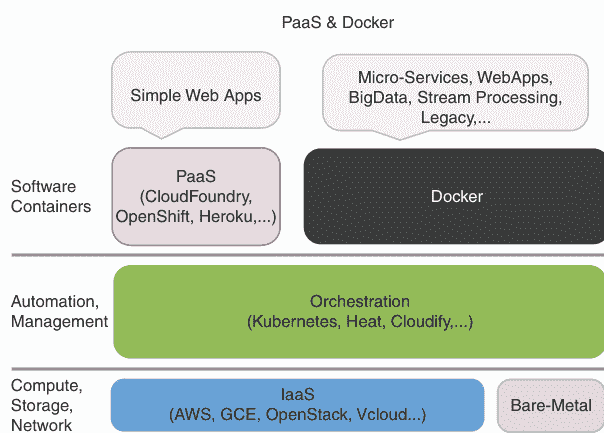 PaaS & Docker
Simple Web Apps
Micro-Services, WebApps,
BigData, Stream Processing,
Legacy,...
Software
Containers
PaaS
(CloudFoundry,
OpenShift, Heroku,...)
Docker
Automation,
Management
Orchestration
(Kubernetes, Heat, Cloudify,...)
Compute,
Storage,
Network
IaaS
(AWS, GCE, OpenStack, Vcloud...)
Bare-Metal